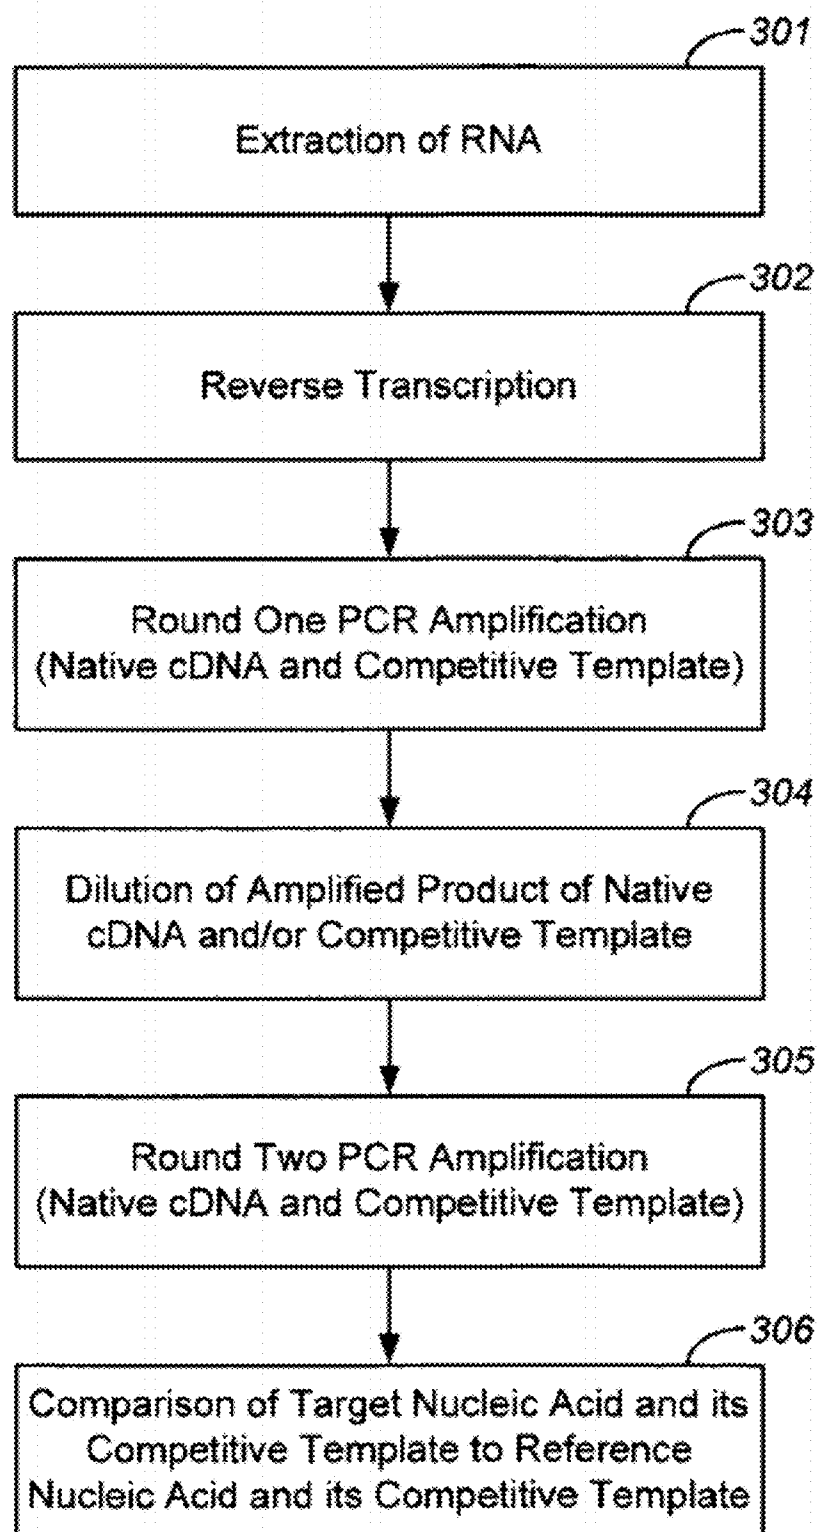 301
Extraction of RNA
302
Reverse Transcription
303
Round One PCR Amplification
(Native cDNA and Competitive Template)
304
Dilution of Amplified Product of Native
cDNA and/or Competitive Template
305
Round Two PCR Amplification
(Native cDNA and Competitive Template)
306
Comparison of Target Nucleic Acid and its
Competitive Template to Reference
Nucleic Acid and its Competitive Template